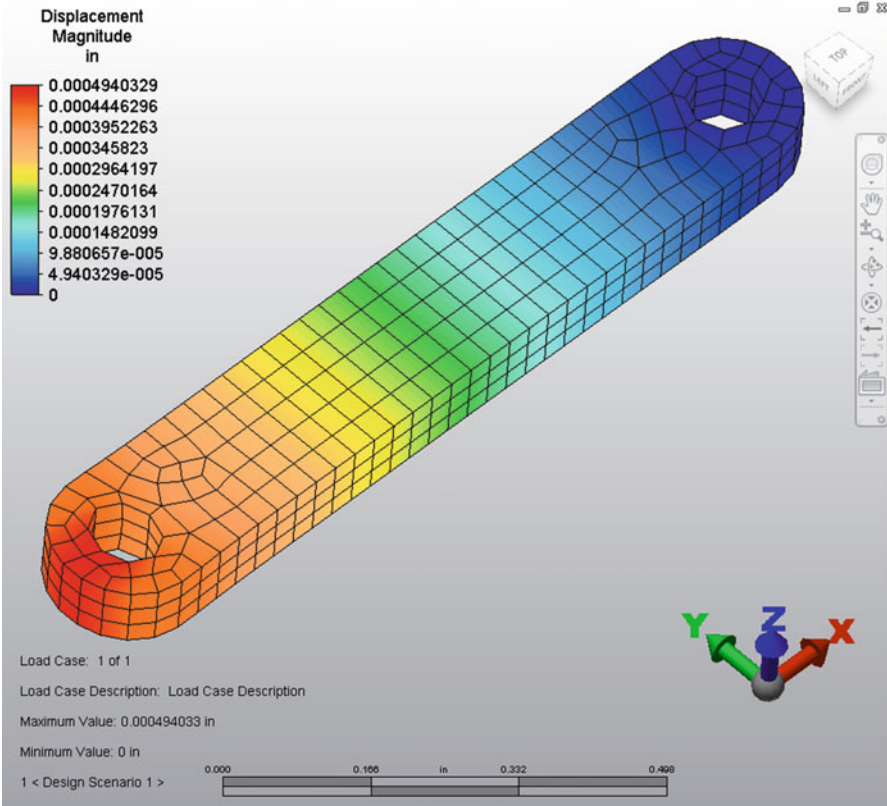 Displacement
Magnitude
in
0.0004940329
0.0004446296
0.0003952263
0.000345823
0.0002964197
0.0002470164
0.0001976131
0.0001482099
9.880657e-005
4.940329e-005
0
TOP
LEFT
FRONT
Y
Z
X
Load Case: 1 of 1
Load Case Description: Load Case Description
Maximum Value: 0.000494033 in
Minimum Value: 0 in
1 < Design Scenario 1 >
0.000 0.166 in 0.332 0.498